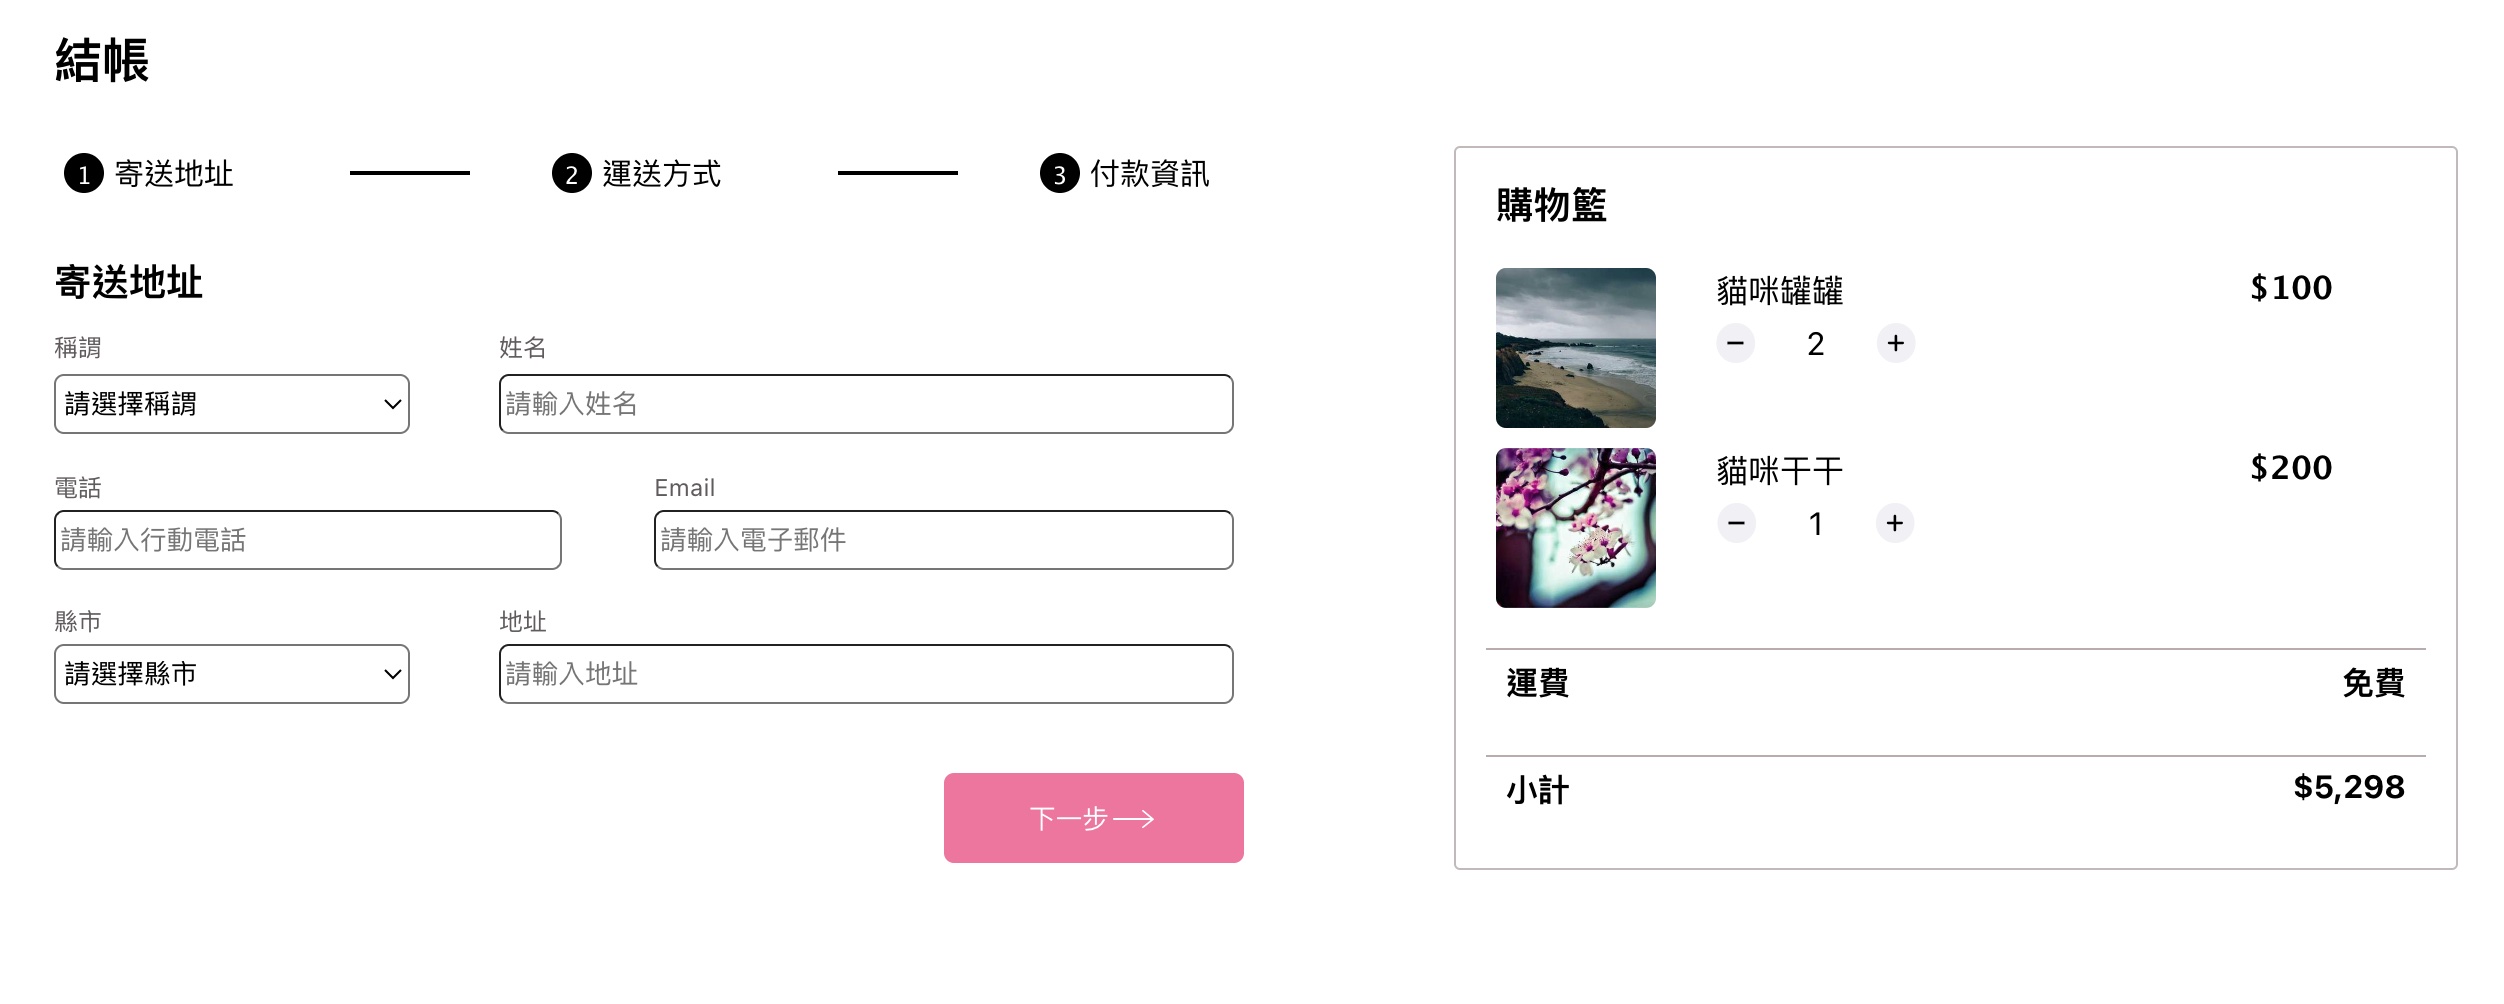 結帳
1 寄送地址
2 運送方式
3 付款資訊
寄送地址
稱謂
姓名
請選擇稱謂
請輸入姓名
電話
Email
請輸入行動電話
請輸入電子郵件
縣市
地址
請選擇縣市
請輸入地址
下一步
購物籃
貓咪罐罐
$100
2
貓咪干干
$200
1
運費
免費
小計
$5,298